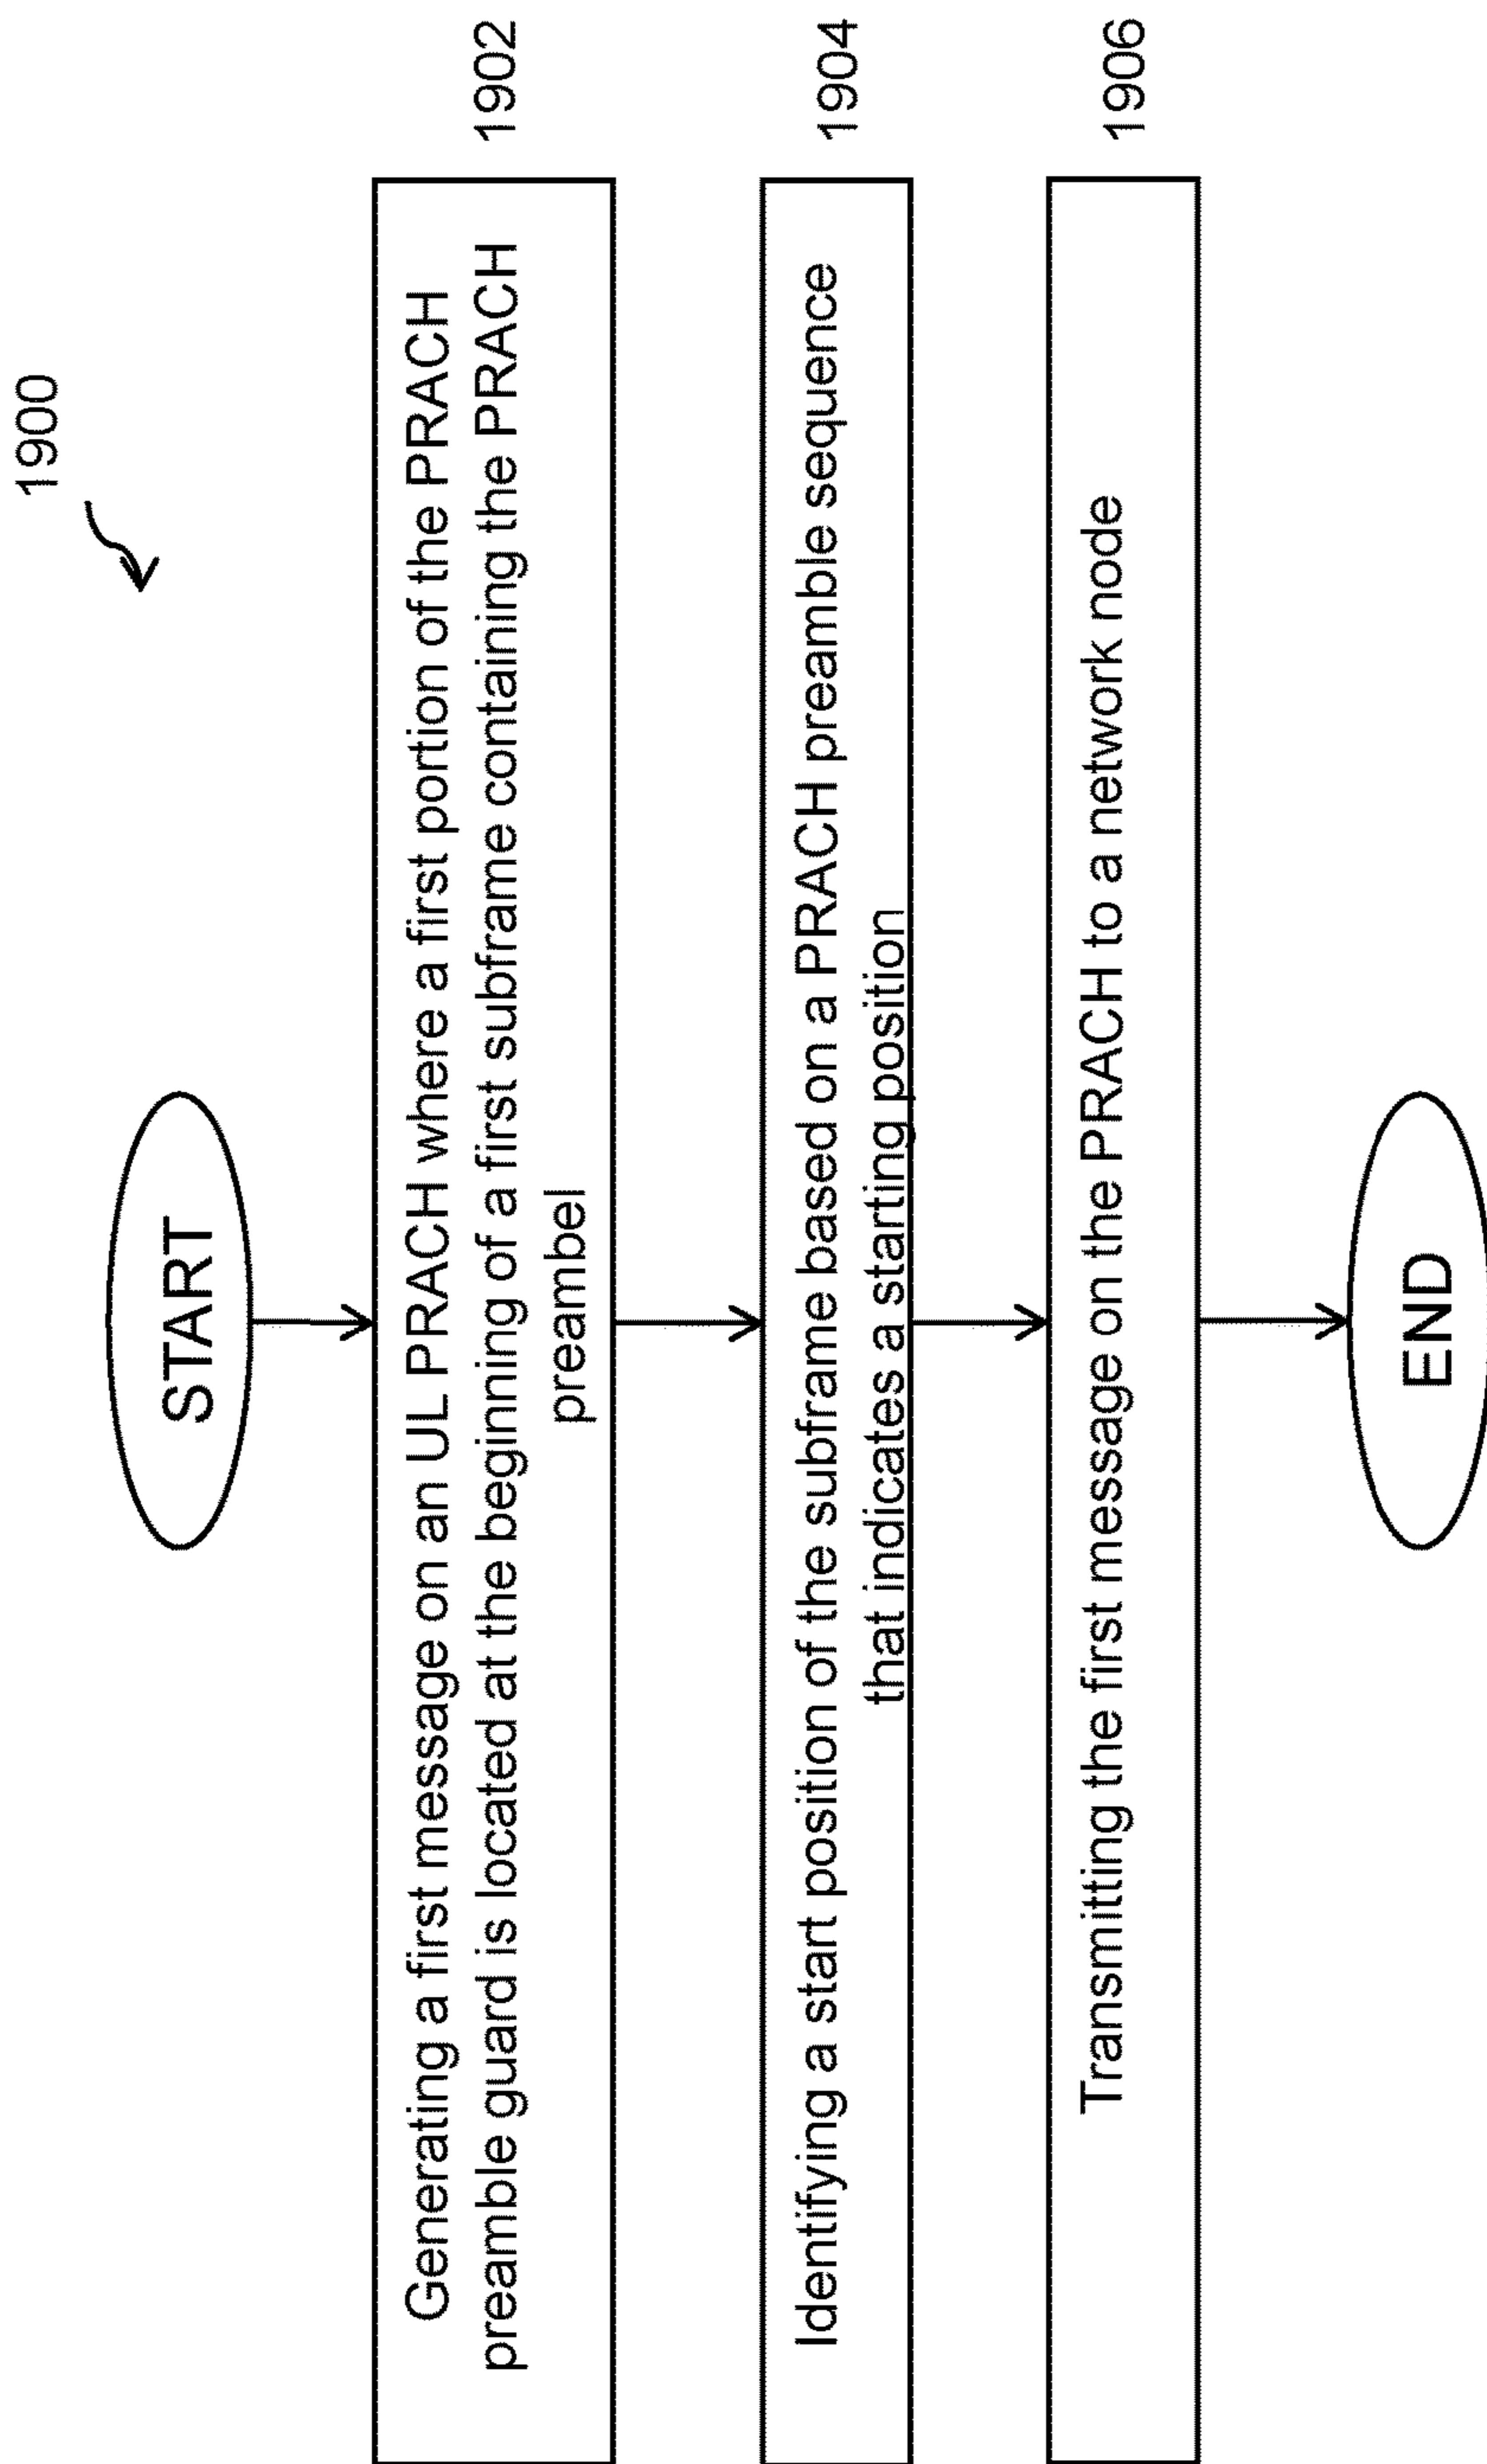 1900
START
Generating a first message on an UL PRACH where a first portion of the PRACH
preamble guard is located at the beginning of a first subframe containing the PRACH
preambel
1902
Identifying a start position of the subframe based on a PRACH preamble sequence
that indicates a starting position
1904
Transmitting the first message on the PRACH to a network node
1906
END